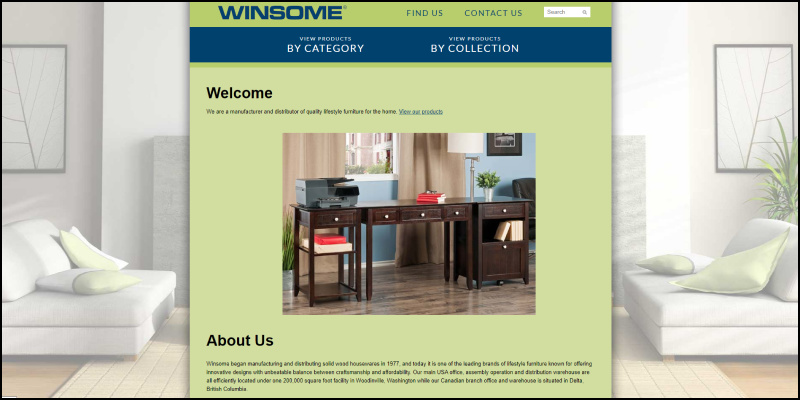 WINSOME®
FIND US
CONTACT US
Search
VIEW PRODUCTS
BY CATEGORY
VIEW PRODUCTS
BY COLLECTION
Welcome
We are a manufacturer and distributor of quality lifestyle furniture for the home. View our products
About Us
Winsome began manufacturing and distributing solid wood housewares in 1977, and today it is one of the leading brands of lifestyle furniture known for offering
innovative designs with unbeatable balance between craftsmanship and affordability. Our main USA office, assembly operation and distribution warehouse are
all efficiently located under one 200,000 square foot facility in Woodinville, Washington while our Canadian branch office and warehouse is situated in Delta,
British Columbia.